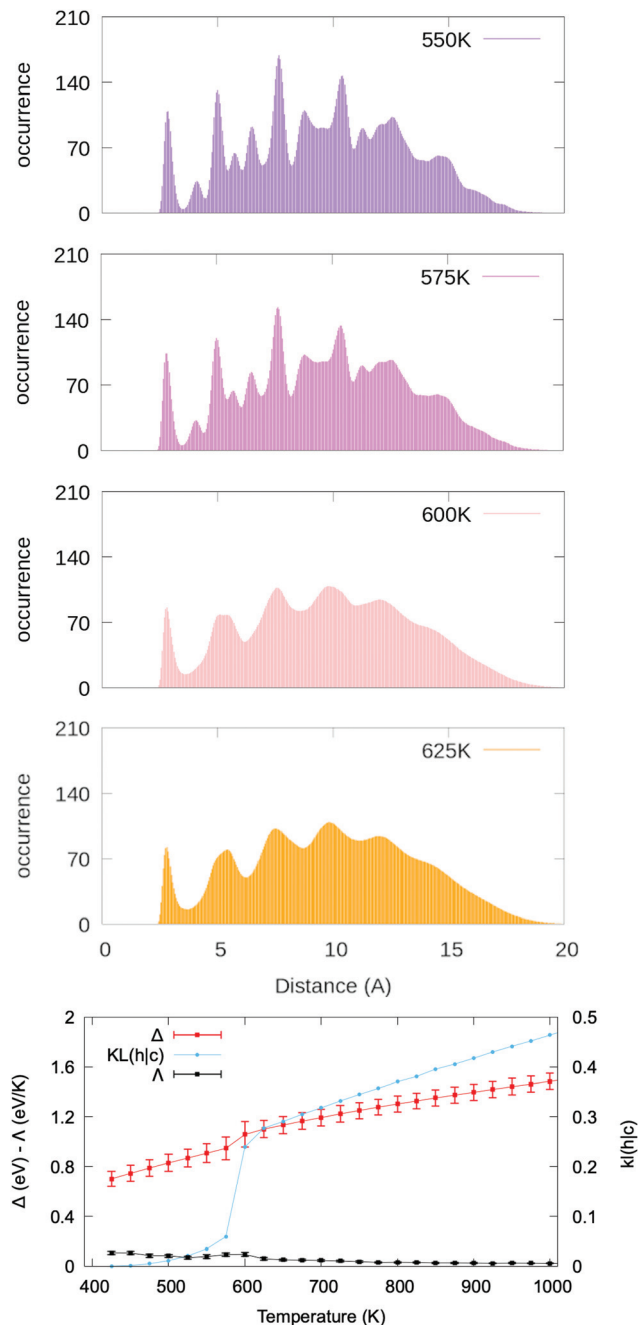 210
550K
140
occurrence
70
0
210
575K
140
occurrence
70
0
210
600K
140
occurrence
70
0
210
625K
140
occurrence
70
0
0 5 10 15 20
Distance (A)
2 0.5
Δ
KL(h|c)
Λ
1.6 0.4
1.2 0.3
Δ (eV) - Λ (eV/K)
kl(h|c)
0.8 0.2
0.4 0.1
0 0
400 500 600 700 800 900 1000
Temperature (K)